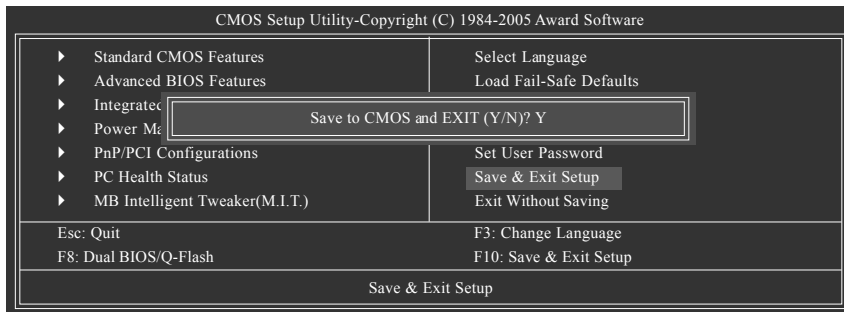 CMOS Setup Utility-Copyright (C) 1984-2005 Award Software
Standard CMOS Features
Advanced BIOS Features
Integrated
Power Ma
PnP/PCI Configurations
PC Health Status
MB Intelligent Tweaker(M.I.T.)
Select Language
Load Fail-Safe Defaults
Set User Password
Save & Exit Setup
Exit Without Saving
Save to CMOS and EXIT (Y/N)? Y
Esc: Quit
F3: Change Language
F8: Dual BIOS/Q-Flash
F10: Save & Exit Setup
Save & Exit Setup